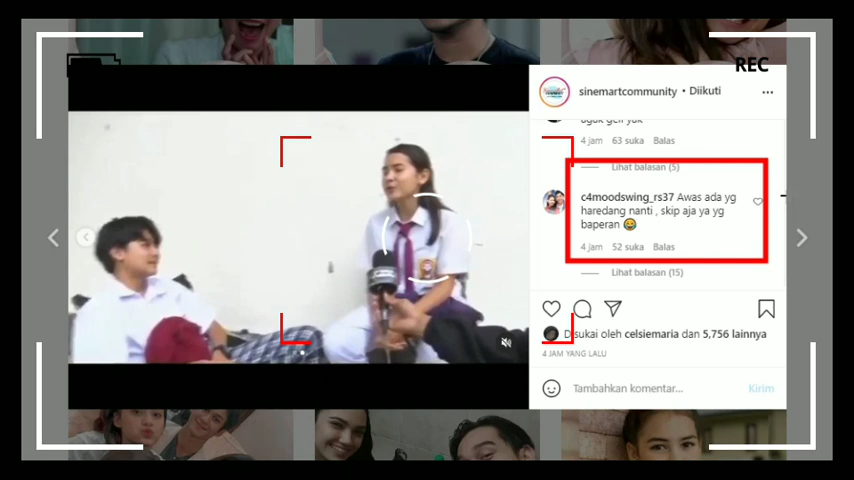 REC
sinemartcommunity • Diikuti
agak geli yak
4 jam 63 suka Balas
Lihat balasan (5)
c4moodswing_rs37 Awas ada yg
haredang nanti , skip aja ya yg
baperan 😂
4 jam 52 suka Balas
Lihat balasan (15)
Disukai oleh celsiemaria dan 5,756 lainnya
4 JAM YANG LALU
Tambahkan komentar...
Kirim